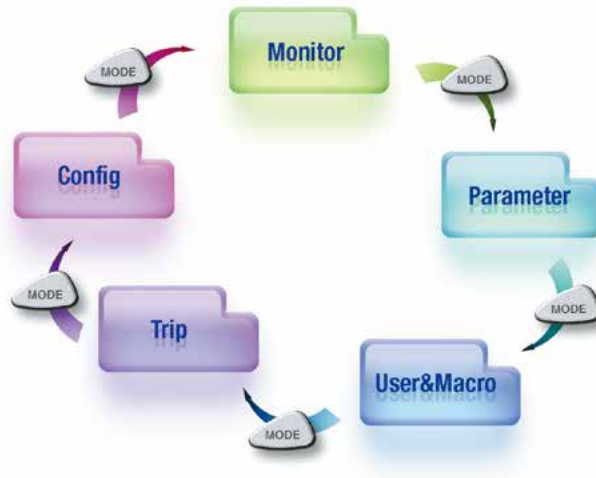 Monitor
MODE
MODE
Config
Parameter
MODE
MODE
Trip
User&Macro
MODE